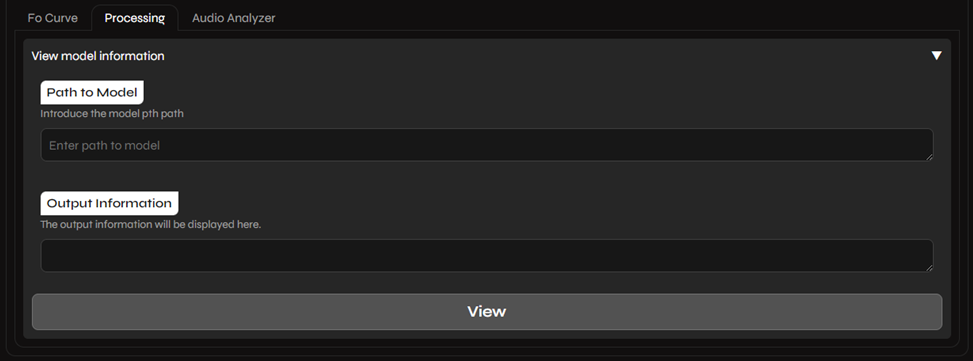 Fo Curve Processing Audio Analyzer
View model information
Path to Model
Introduce the model pth path
Enter path to model
Output Information
The output information will be displayed here.
View